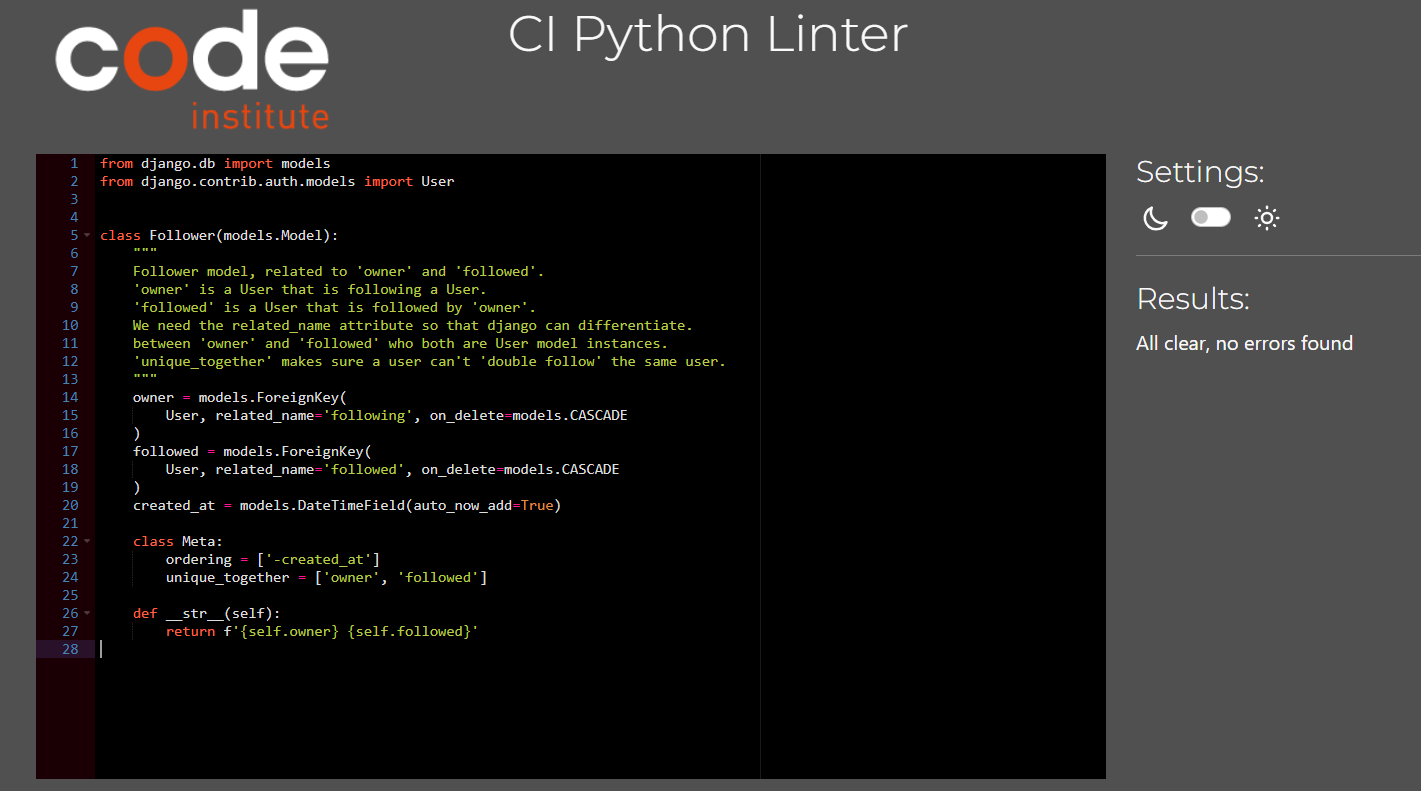 code
institute
CI Python Linter
1 from django.db import models
2 from django.contrib.auth.models import User
3
4
5 class Follower(models.Model):
6     """
7     Follower model, related to 'owner' and 'followed'.
8     'owner' is a User that is following a User.
9     'followed' is a User that is followed by 'owner'.
10     We need the related_name attribute so that django can differentiate.
11     between 'owner' and 'followed' who both are User model instances.
12     'unique_together' makes sure a user can't 'double follow' the same user.
13     """
14     owner = models.ForeignKey(
15         User, related_name='following', on_delete=models.CASCADE
16     )
17     followed = models.ForeignKey(
18         User, related_name='followed', on_delete=models.CASCADE
19     )
20     created_at = models.DateTimeField(auto_now_add=True)
21
22     class Meta:
23         ordering = ['-created_at']
24         unique_together = ['owner', 'followed']
25
26     def __str__(self):
27         return f'{self.owner} {self.followed}'
28
Settings:
Results:
All clear, no errors found